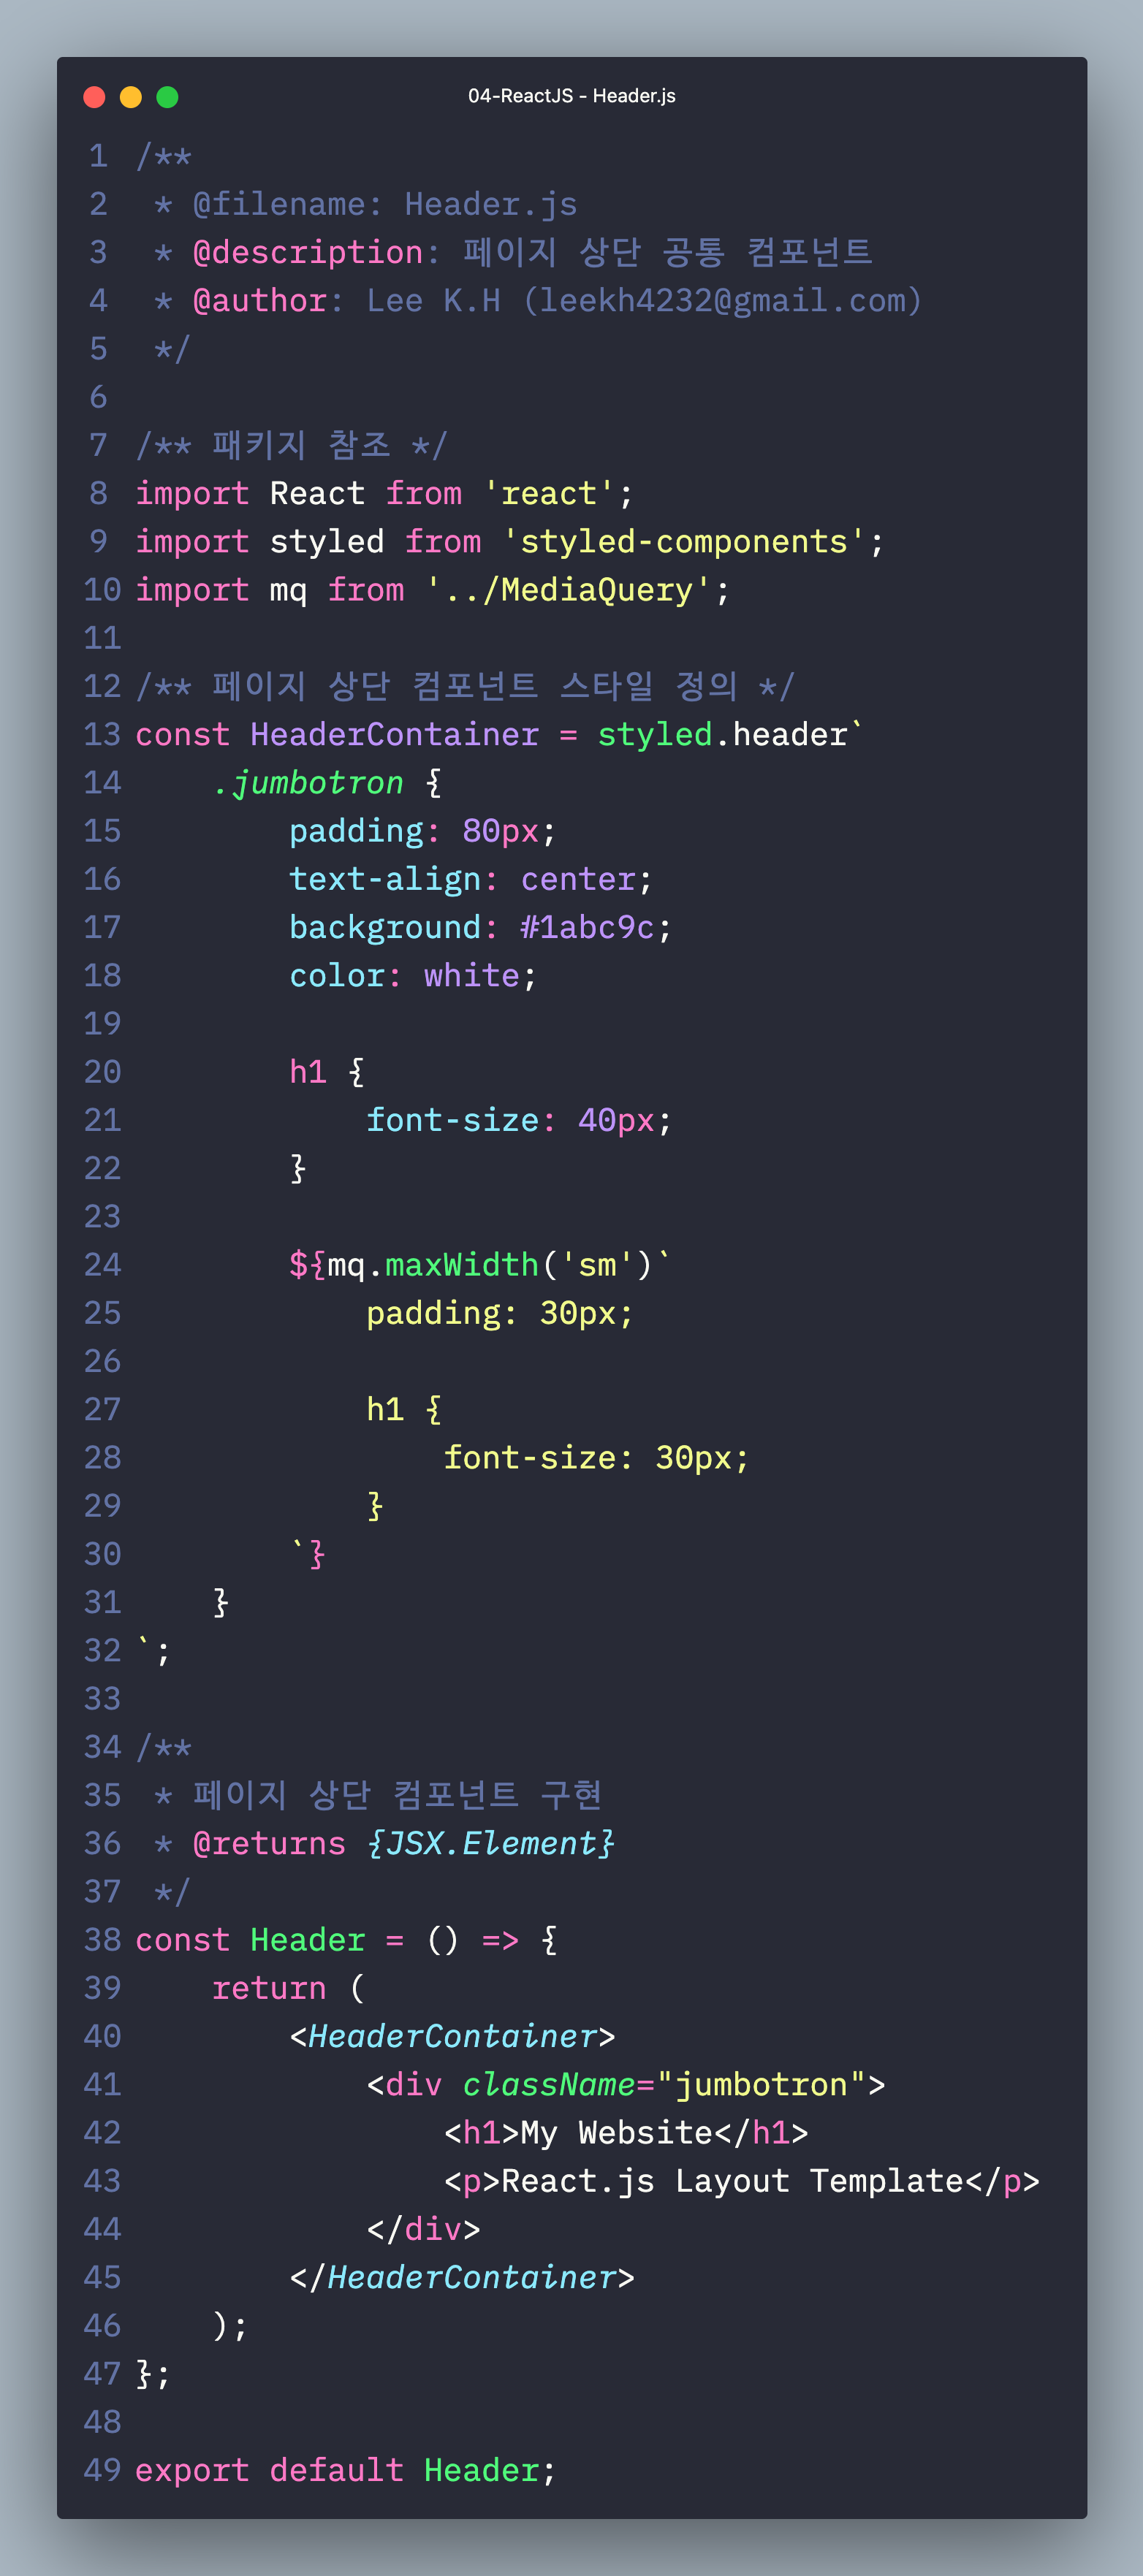 04-ReactJS - Header.js
1 /**
2  * @filename: Header.js
3  * @description: 페이지 상단 공통 컴포넌트
4  * @author: Lee K.H (leekh4232@gmail.com)
5  */
6
7 /** 패키지 참조 */
8 import React from 'react';
9 import styled from 'styled-components';
10 import mq from '../MediaQuery';
11
12 /** 페이지 상단 컴포넌트 스타일 정의 */
13 const HeaderContainer = styled.header`
14     .jumbotron {
15         padding: 80px;
16         text-align: center;
17         background: #1abc9c;
18         color: white;
19
20         h1 {
21             font-size: 40px;
22         }
23
24         ${mq.maxWidth('sm')`
25             padding: 30px;
26
27             h1 {
28                 font-size: 30px;
29             }
30         `}
31     }
32 `;
33
34 /**
35  * 페이지 상단 컴포넌트 구현
36  * @returns {JSX.Element}
37  */
38 const Header = () => {
39     return (
40         <HeaderContainer>
41             <div className="jumbotron">
42                 <h1>My Website</h1>
43                 <p>React.js Layout Template</p>
44             </div>
45         </HeaderContainer>
46     );
47 };
48
49 export default Header;